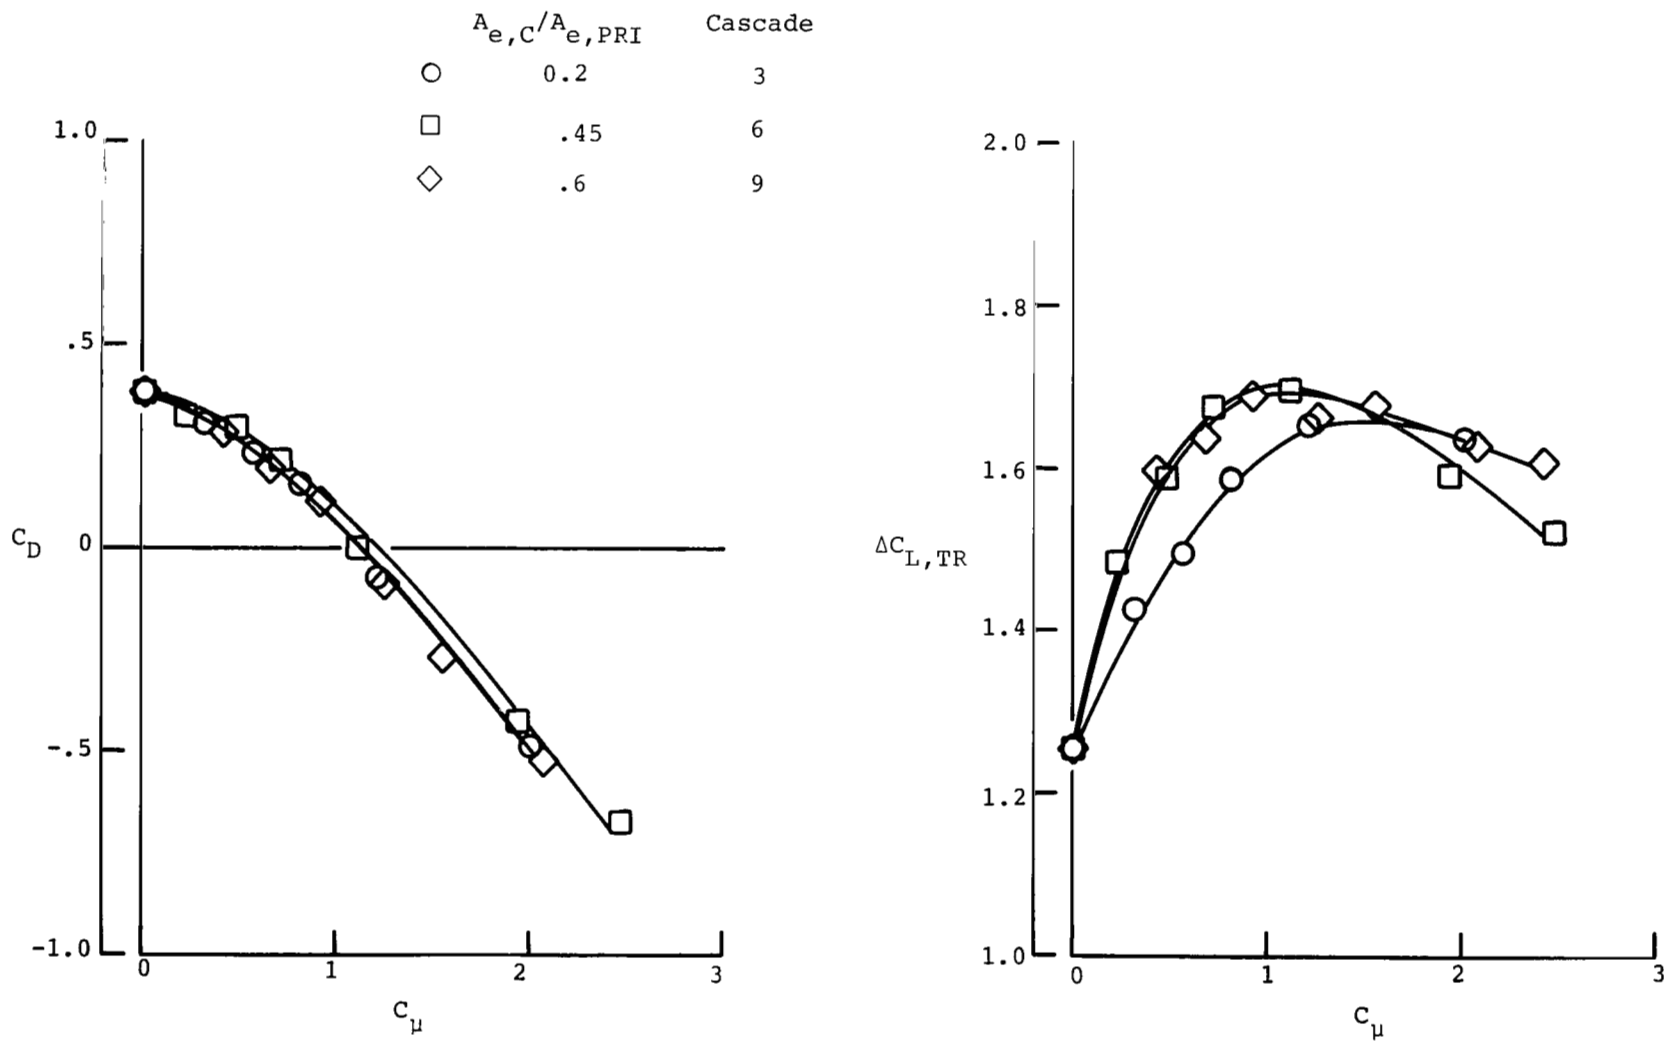 A_e,C/A_e,PRI Cascade
0.2 3
.45 6
.6 9
1.0
.5
C_D 0
-.5
-1.0
0 1 2 3
C_μ
2.0
1.8
1.6
ΔC_L,TR
1.4
1.2
1.0
0 1 2 3
C_μ